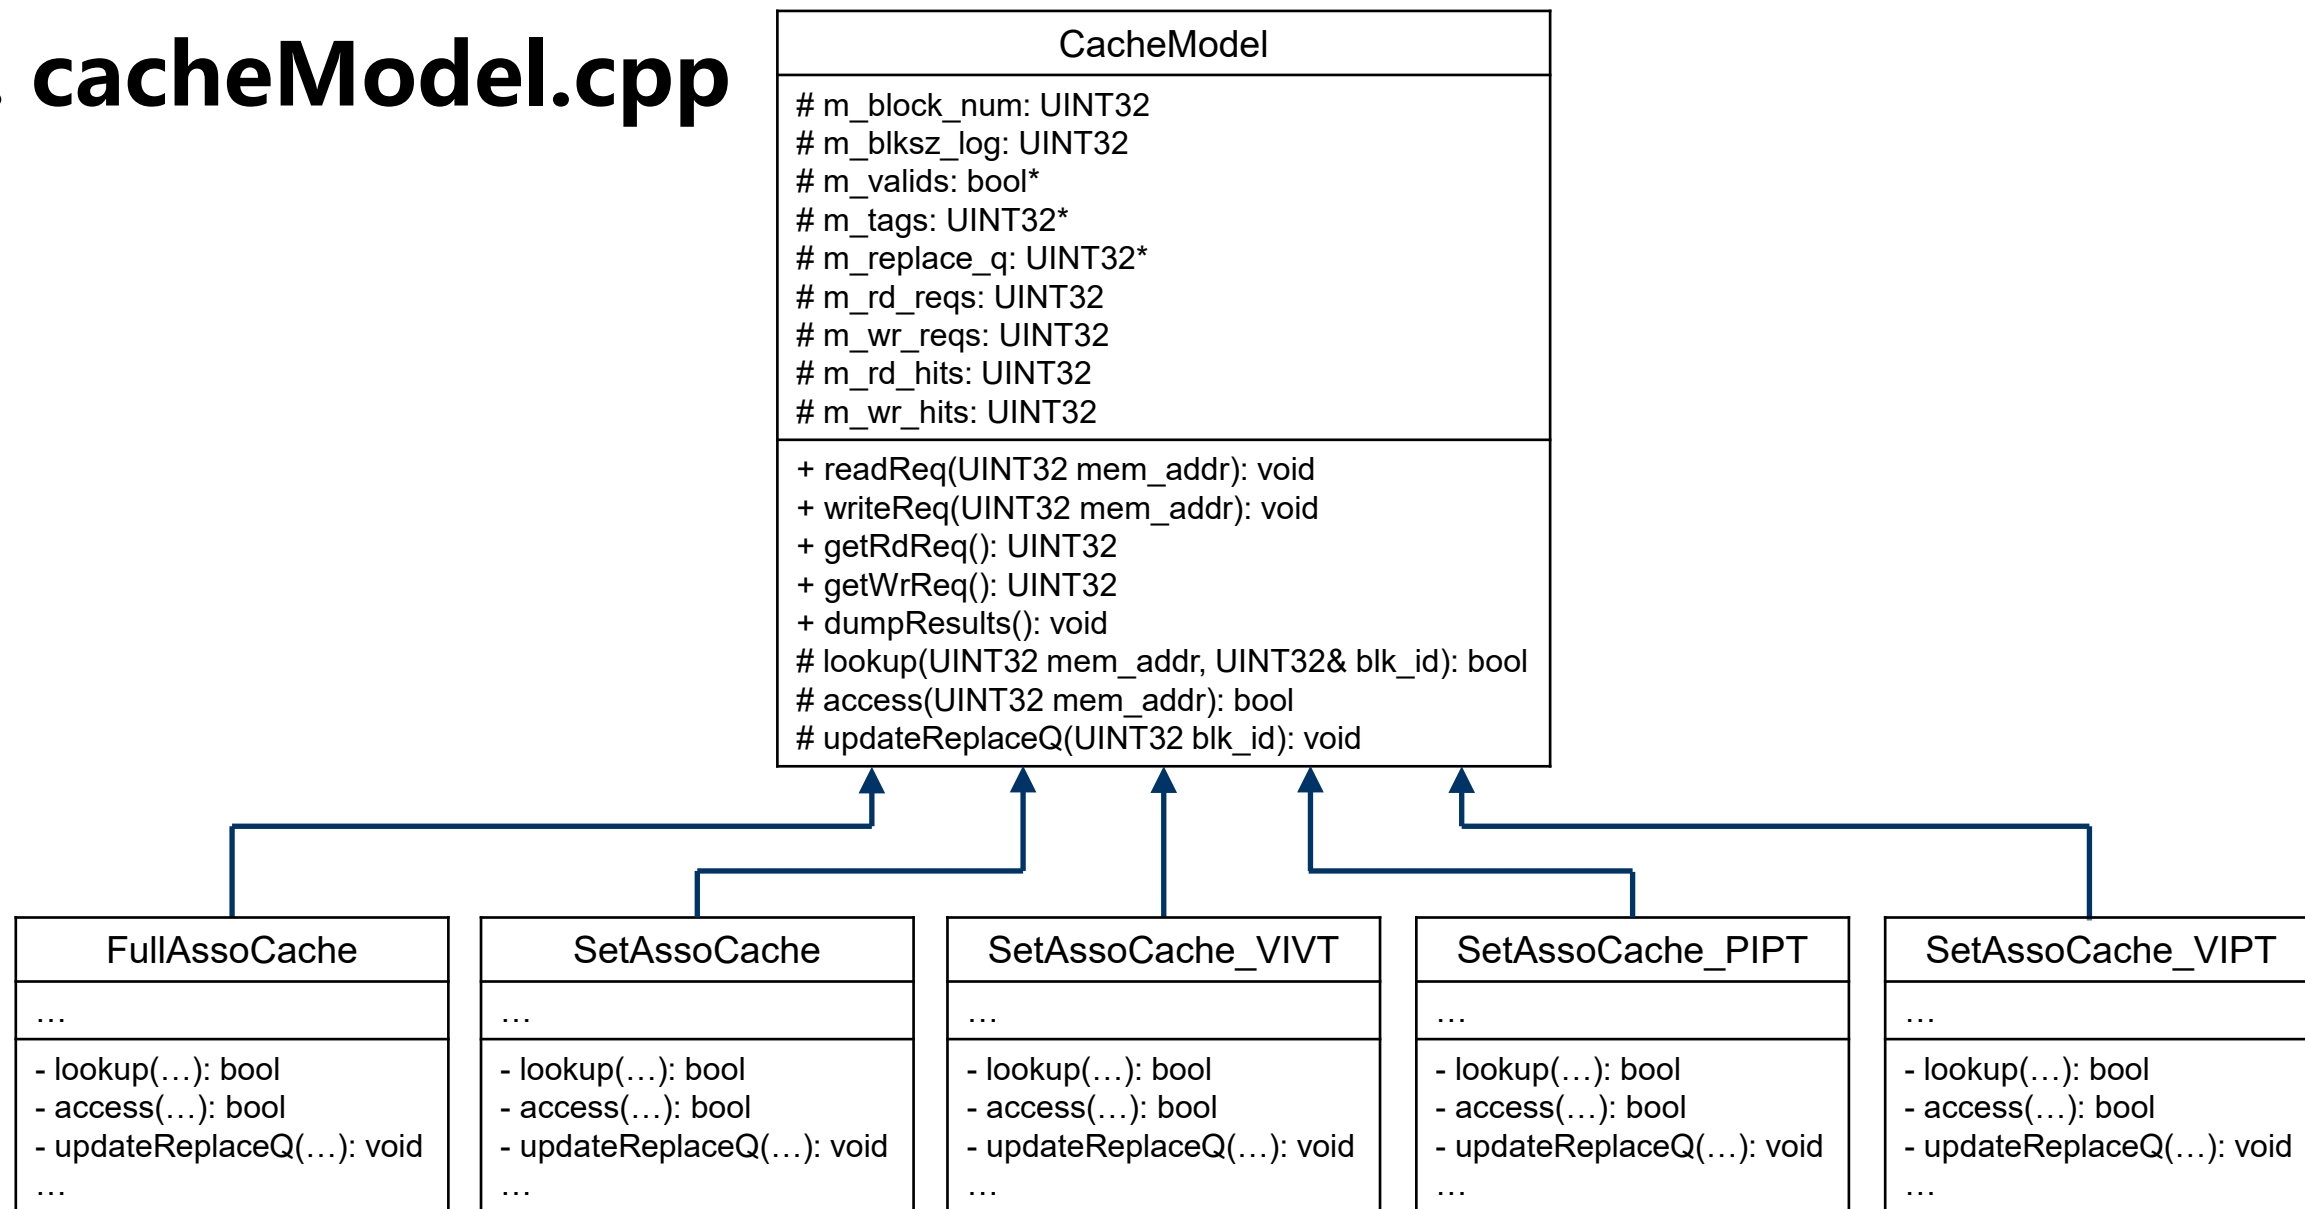 . cacheModel.cpp
CacheModel
# m_block_num: UINT32
# m_blksz_log: UINT32
# m_valids: bool*
# m_tags: UINT32*
# m_replace_q: UINT32*
# m_rd_reqs: UINT32
# m_wr_reqs: UINT32
# m_rd_hits: UINT32
# m_wr_hits: UINT32
+ readReq(UINT32 mem_addr): void
+ writeReq(UINT32 mem_addr): void
+ getRdReq(): UINT32
+ getWrReq(): UINT32
+ dumpResults(): void
# lookup(UINT32 mem_addr, UINT32& blk_id): bool
# access(UINT32 mem_addr): bool
# updateReplaceQ(UINT32 blk_id): void
FullAssoCache
…
- lookup(…): bool
- access(…): bool
- updateReplaceQ(…): void
…
SetAssoCache
…
- lookup(…): bool
- access(…): bool
- updateReplaceQ(…): void
…
SetAssoCache_VIVT
…
- lookup(…): bool
- access(…): bool
- updateReplaceQ(…): void
…
SetAssoCache_PIPT
…
- lookup(…): bool
- access(…): bool
- updateReplaceQ(…): void
…
SetAssoCache_VIPT
…
- lookup(…): bool
- access(…): bool
- updateReplaceQ(…): void
…